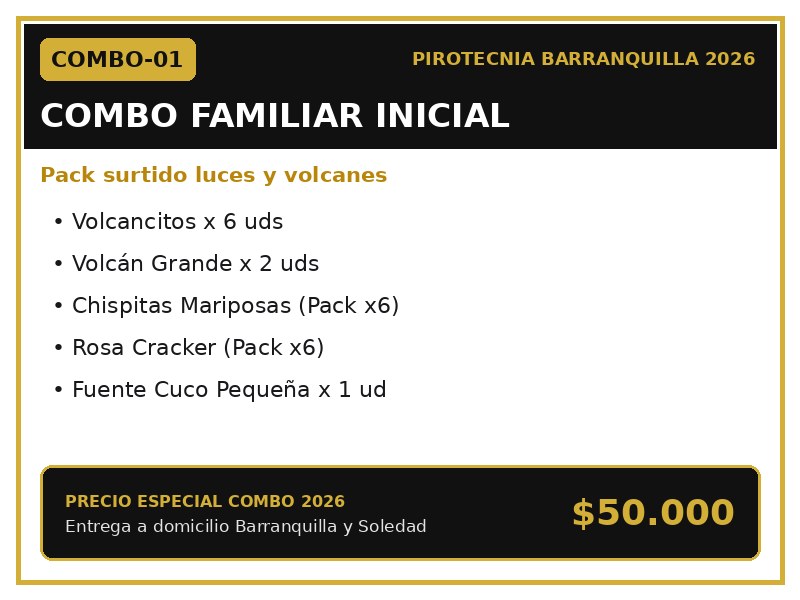 COMBO-01
PIROTECNIA BARRANQUILLA 2026
COMBO FAMILIAR INICIAL
Pack surtido luces y volcanes
• Volcancitos x 6 uds
• Volcán Grande x 2 uds
• Chispitas Mariposas (Pack x6)
• Rosa Cracker (Pack x6)
• Fuente Cuco Pequeña x 1 ud
PRECIO ESPECIAL COMBO 2026
Entrega a domicilio Barranquilla y Soledad
$50.000